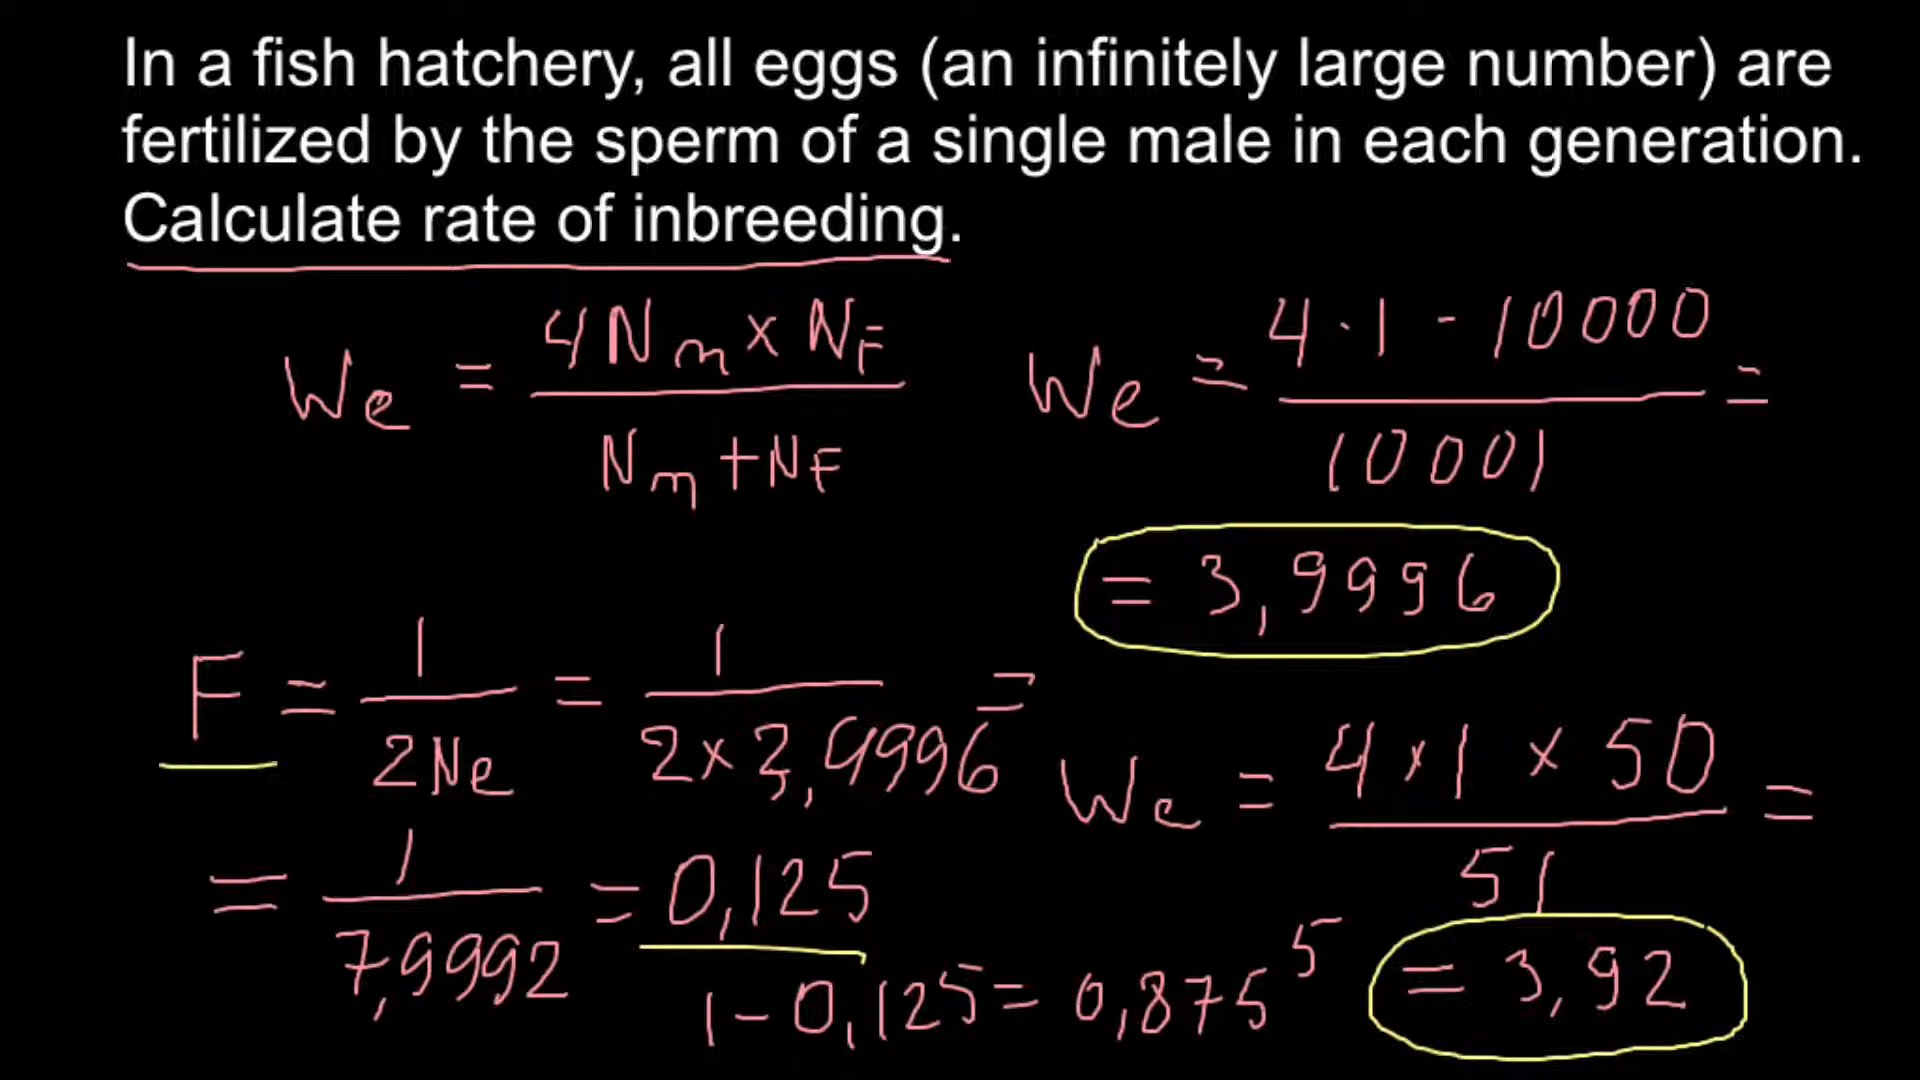 In a fish hatchery, all eggs (an infinitely large number) are
fertilized by the sperm of a single male in each generation.
Calculate rate of inbreeding.
We = 4Nm x NF / Nm + NF
We = 4 · 1 - 10000 / 10001 =
= 3,9996
F = 1 / 2Ne = 1 / 2 x 3,9996 =
We = 4 x 1 x 50 / 51 =
= 1 / 7,9992 = 0,125
= 3,92
1 - 0,125 = 0,875^5